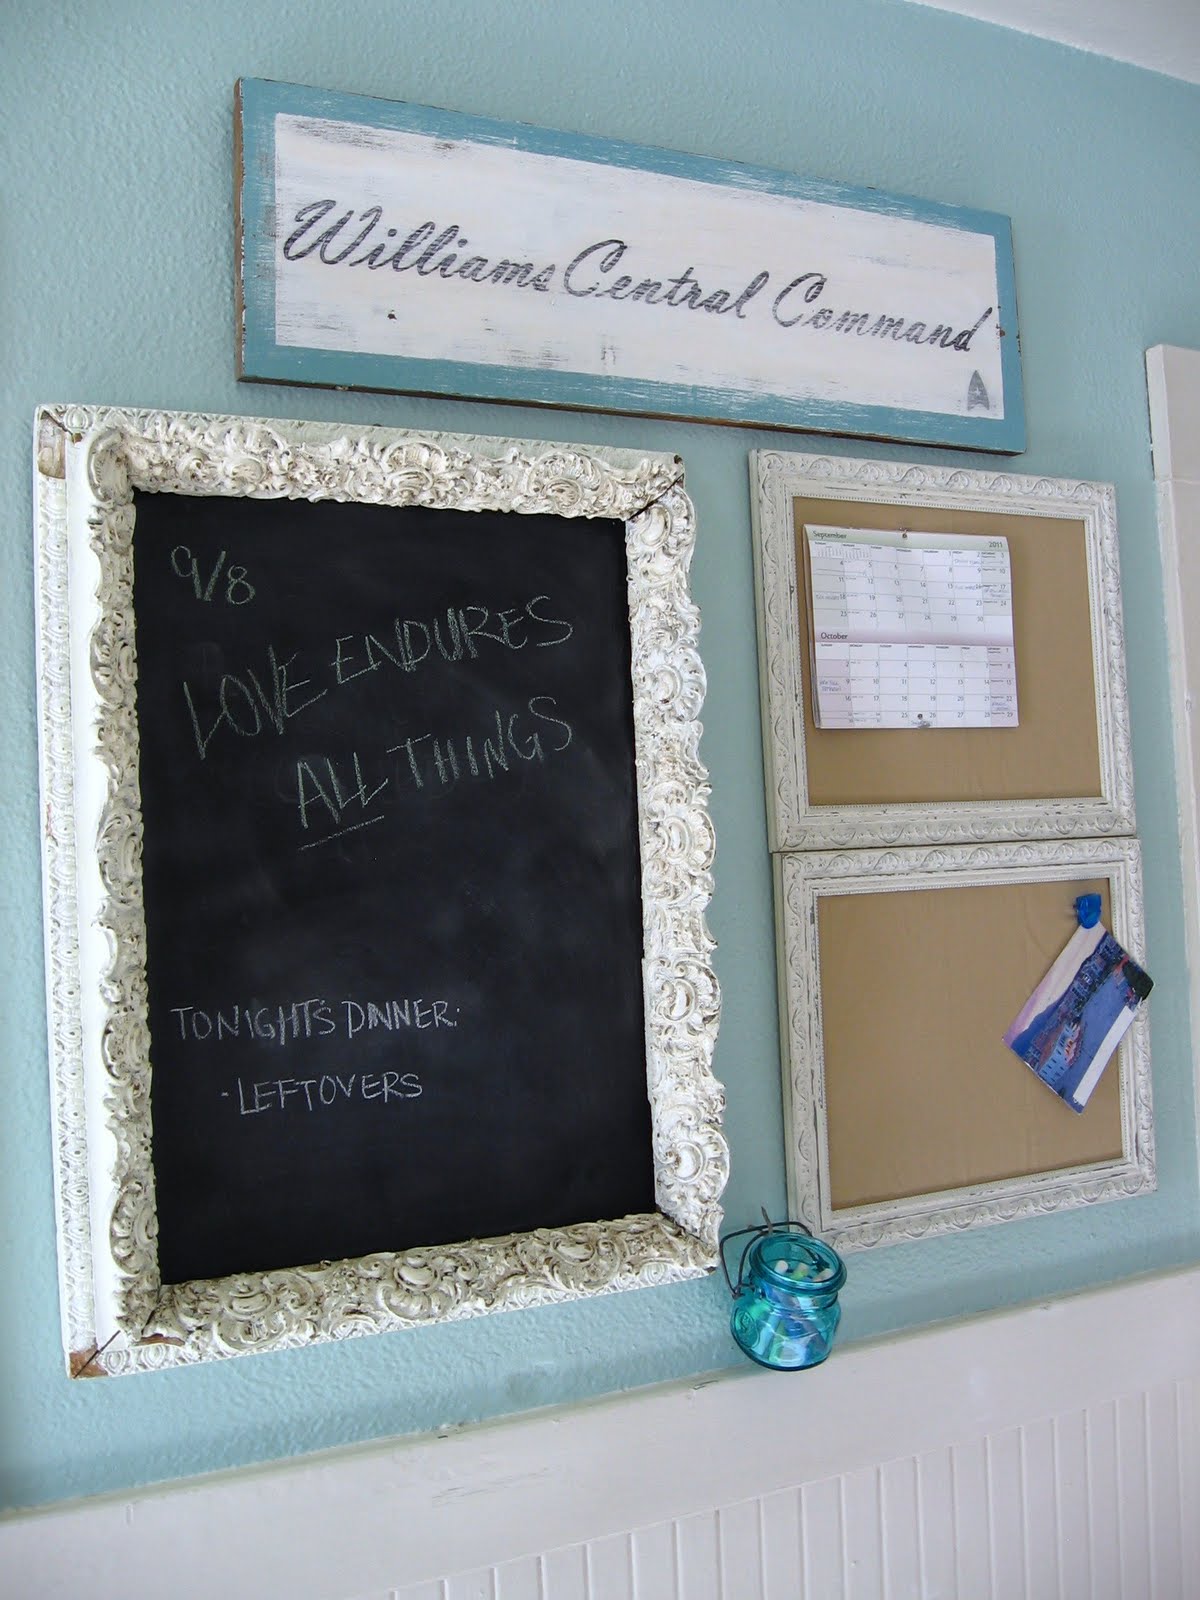 Williams Central Command
9/8
LOVE ENDURES
ALL THINGS
TONIGHT'S DINNER:
- LEFTOVERS
September 2011
October